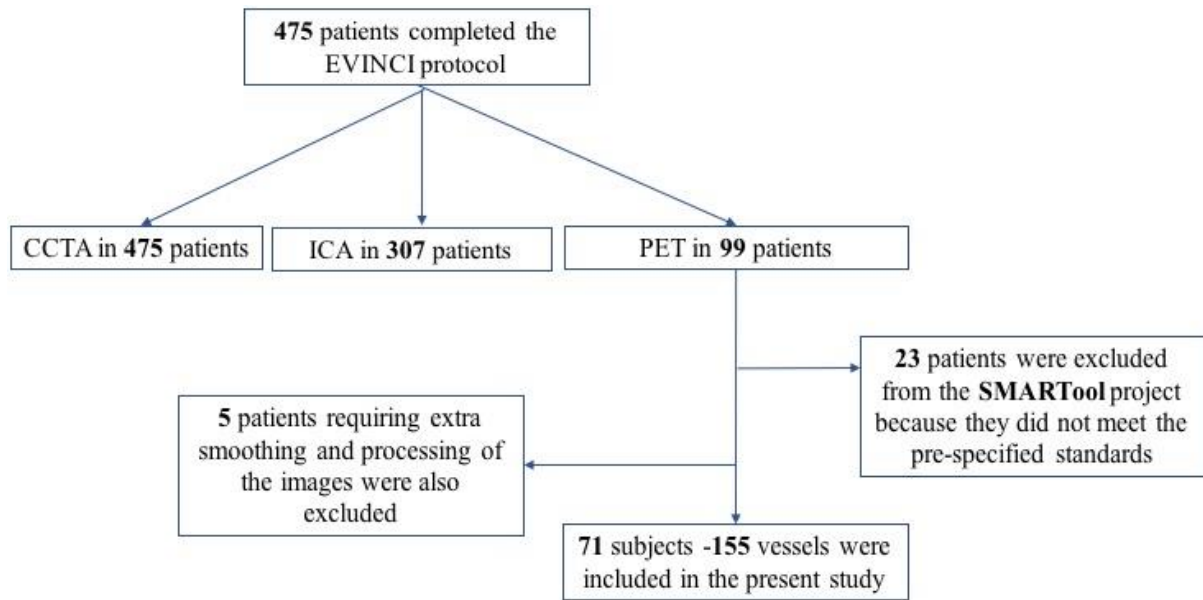 475 patients completed the
EVINCI protocol
CCTA in 475 patients
ICA in 307 patients
PET in 99 patients
23 patients were excluded
from the SMARTool project
because they did not meet the
pre-specified standards
5 patients requiring extra
smoothing and processing of
the images were also
excluded
71 subjects -155 vessels were
included in the present study